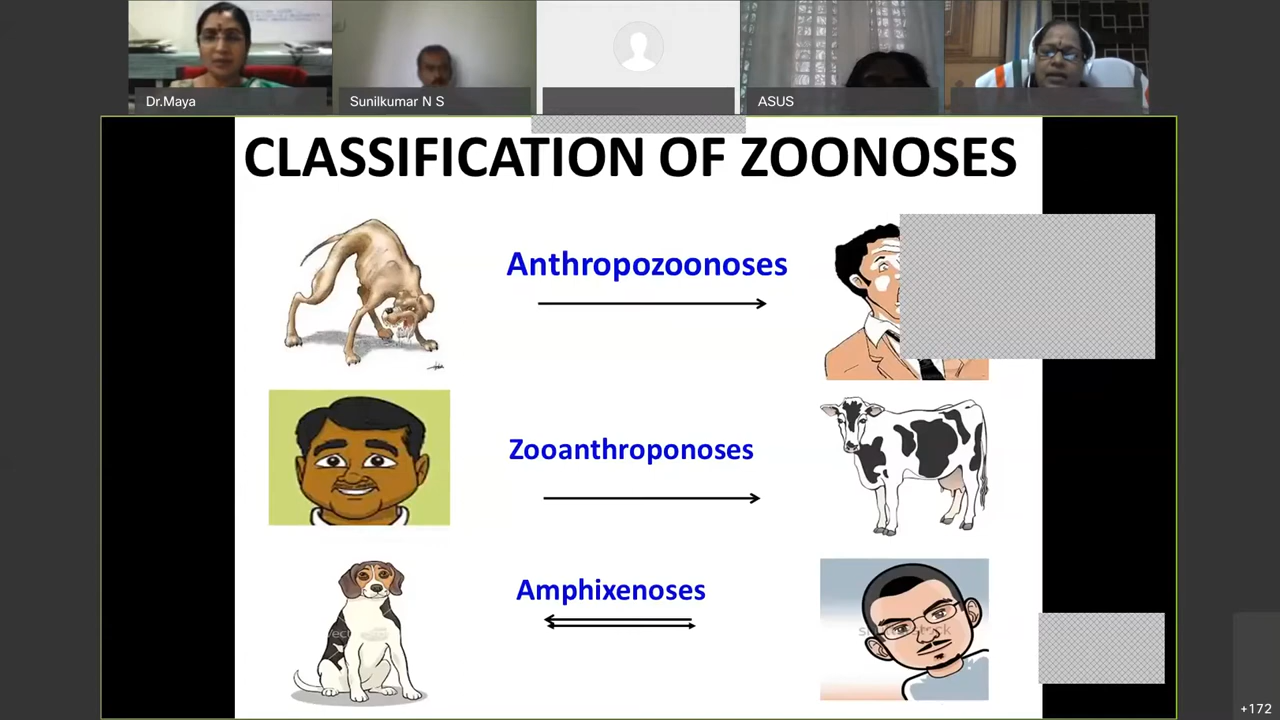 Dr.Maya
Sunilkumar N S
ASUS
CLASSIFICATION OF ZOONOSES
Anthropozoonoses
Zooanthroponoses
Amphixenoses
+172